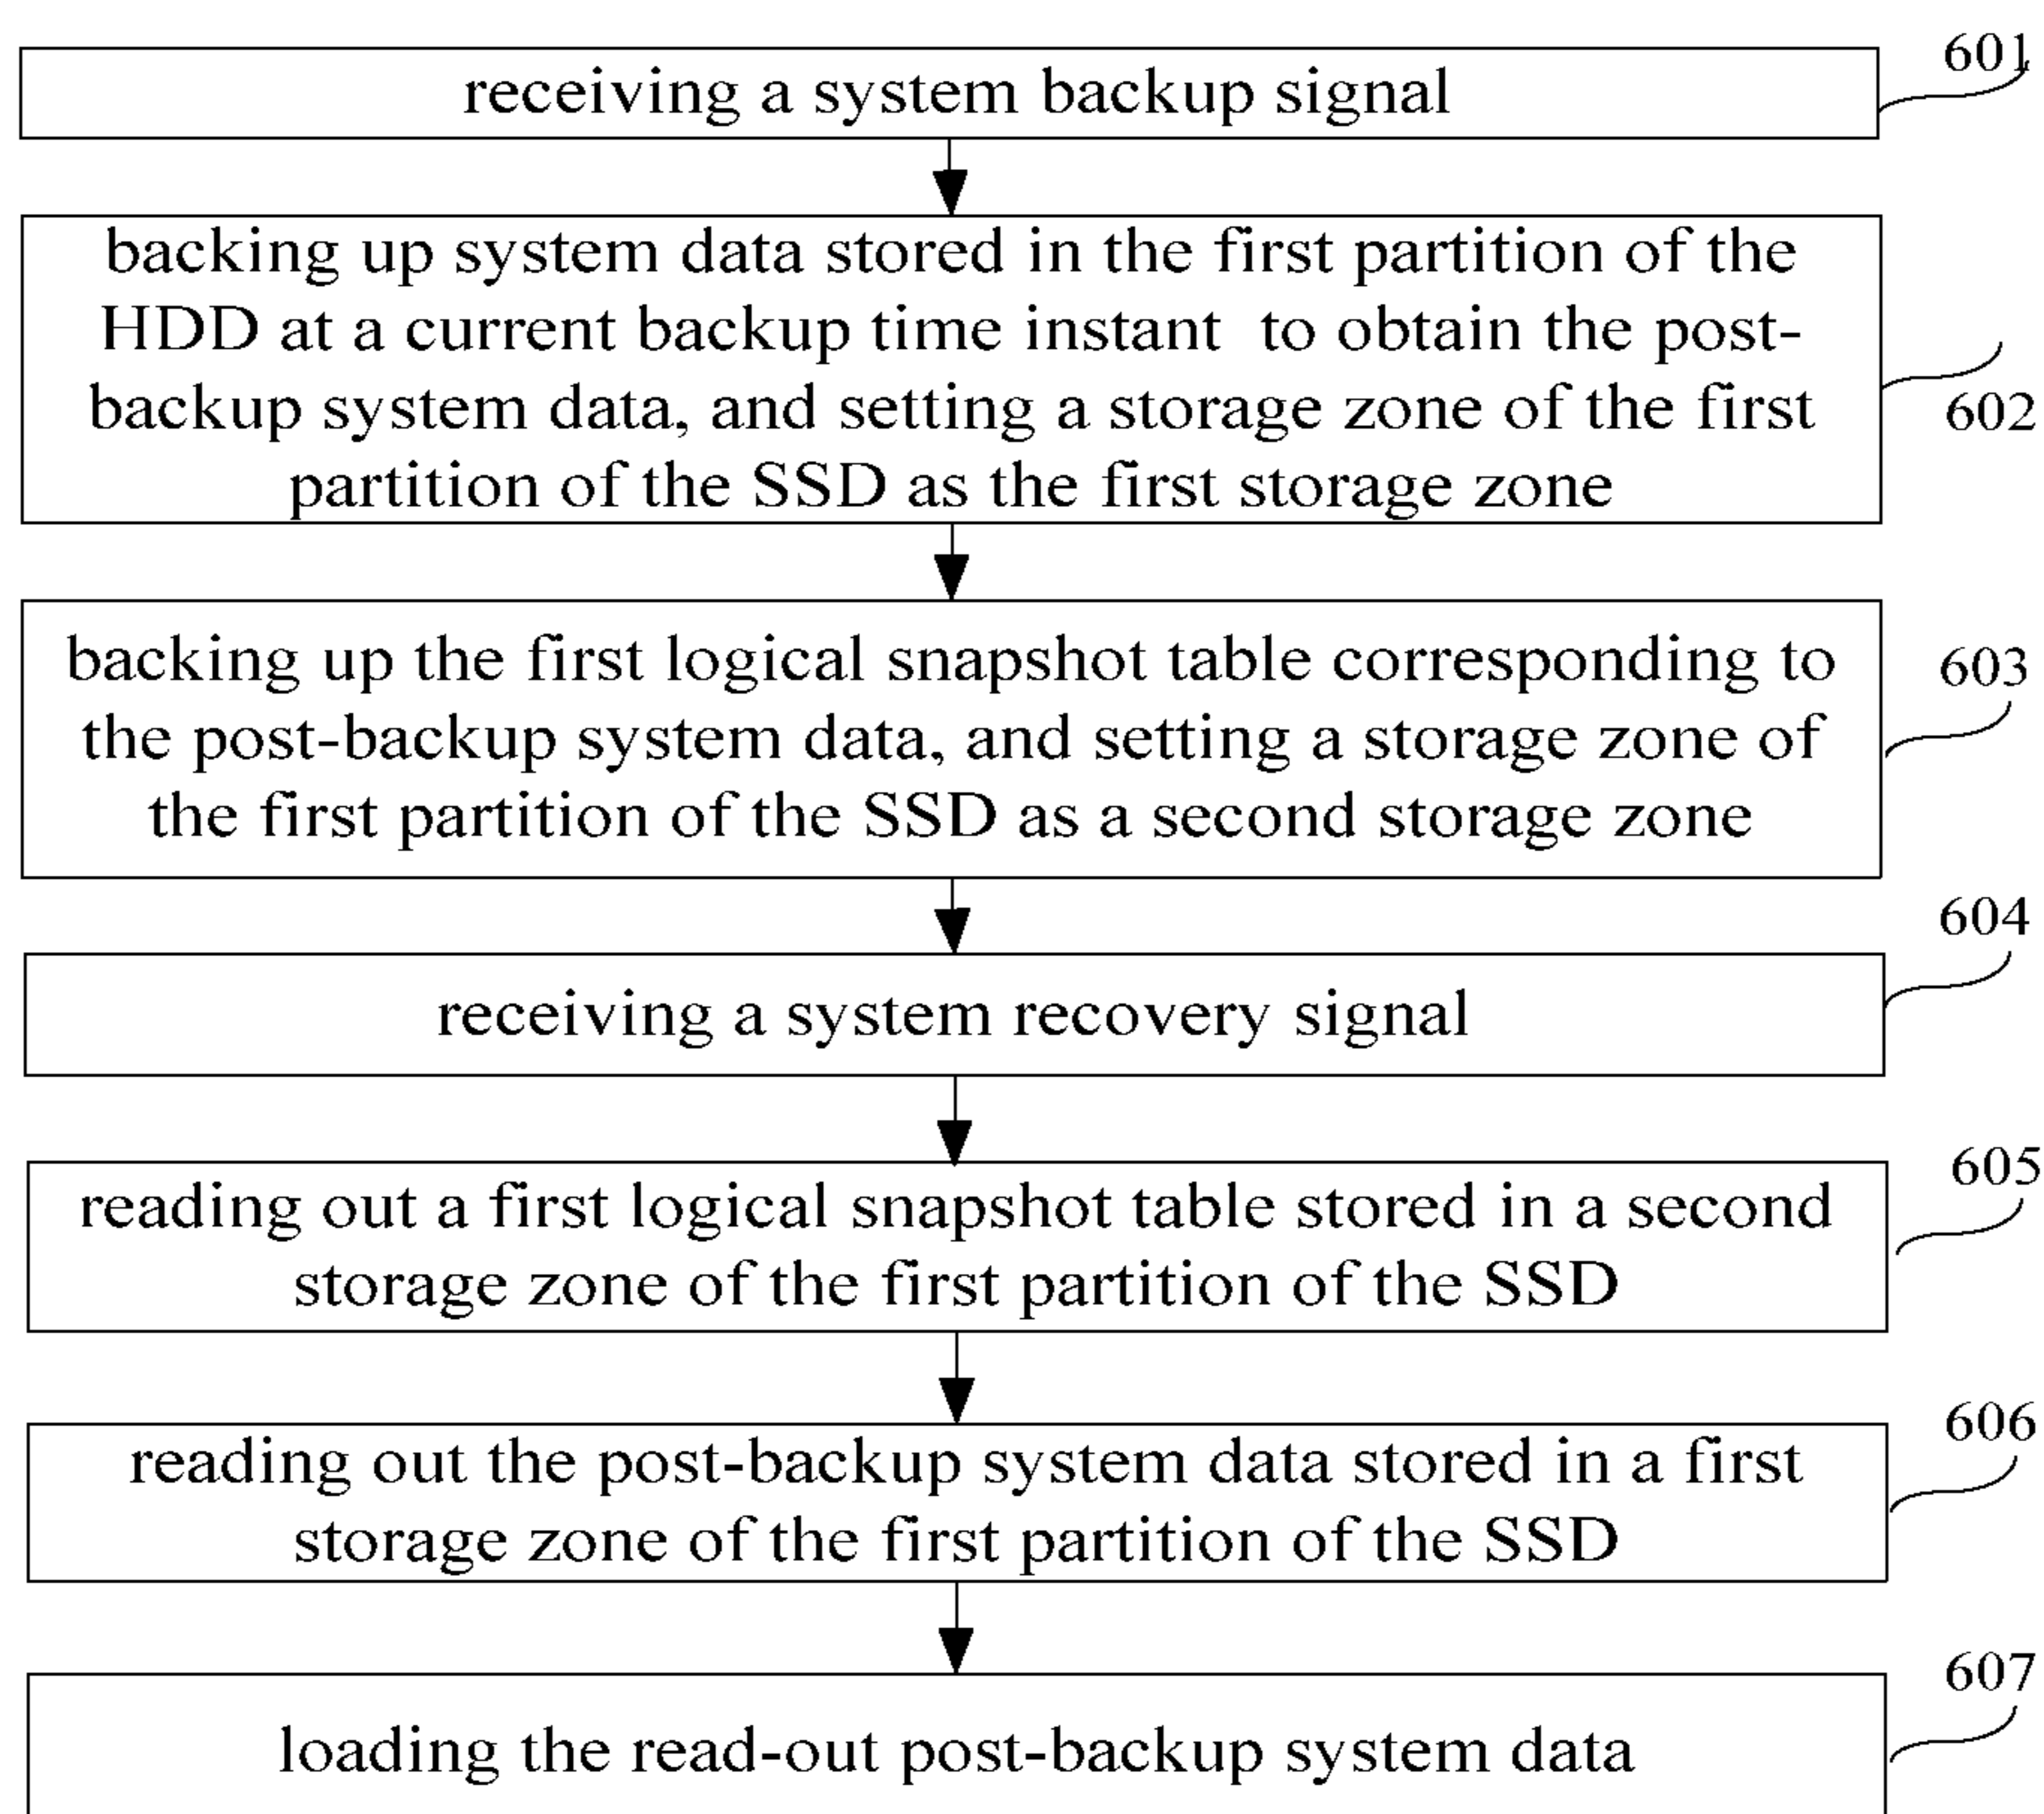 receiving a system backup signal
601
backing up system data stored in the first partition of the
HDD at a current backup time instant to obtain the post-
backup system data, and setting a storage zone of the first
partition of the SSD as the first storage zone
602
backing up the first logical snapshot table corresponding to
the post-backup system data, and setting a storage zone of
the first partition of the SSD as a second storage zone
603
604
receiving a system recovery signal
605
reading out a first logical snapshot table stored in a second
storage zone of the first partition of the SSD
606
reading out the post-backup system data stored in a first
storage zone of the first partition of the SSD
607
loading the read-out post-backup system data